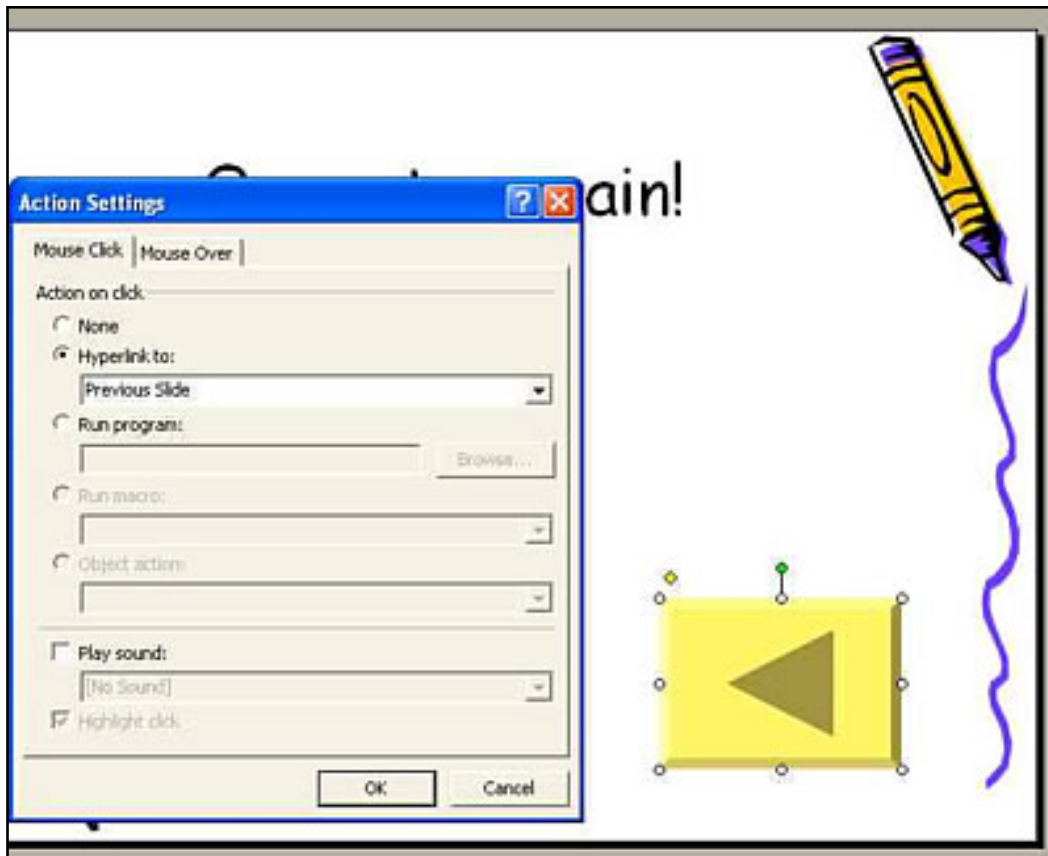 ain!
Action Settings
Mouse Click
Mouse Over
Action on click
None
Hyperlink to:
Previous Slide
Run program:
Browse...
Run macro:
Object action:
Play sound:
[No Sound]
Highlight click
OK
Cancel